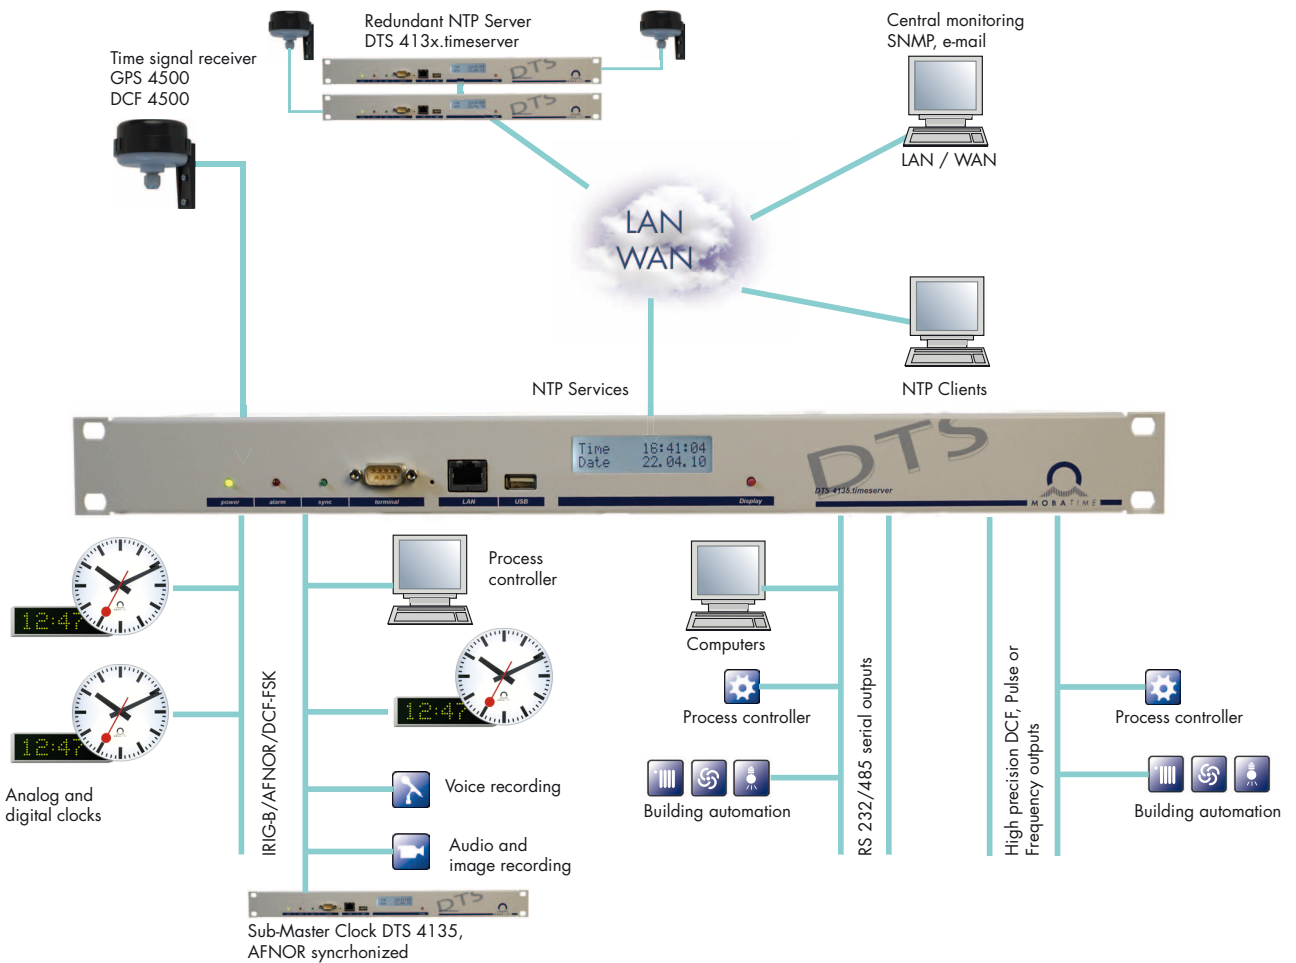 Redundant NTP Server
DTS 413x.timeserver
Central monitoring
SNMP, e-mail
Time signal receiver
GPS 4500
DCF 4500
DTS
DTS
LAN / WAN
LAN
WAN
NTP Services
NTP Clients
Time 16:41:04
Date 22.04.10
DTS
DTS 4135.timeserver
MOBATIME
power
alarm
sync
terminal
LAN
USB
Display
Process
controller
Computers
12:47
12:47
12:47
Analog and
digital clocks
IRIG-B/AFNOR/DCF-FSK
Voice recording
Audio and
image recording
Process controller
Building automation
RS 232/485 serial outputs
High precision DCF, Pulse or
Frequency outputs
Process controller
Building automation
DTS
Sub-Master Clock DTS 4135,
AFNOR syncrhonized